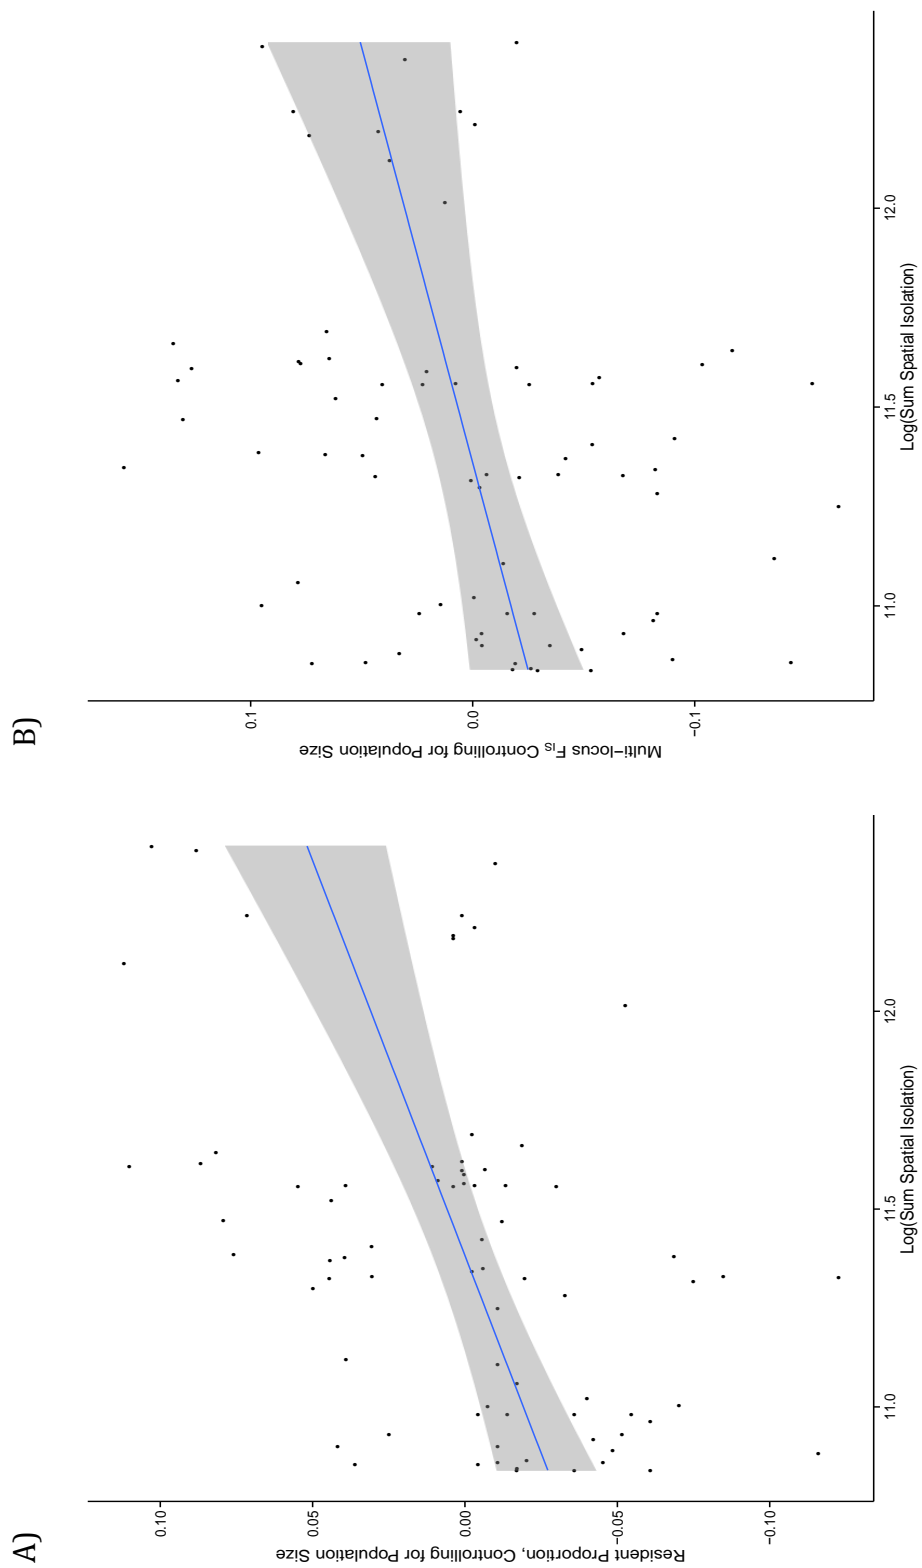 A)
Resident Proportion, Controlling for Population Size
0.10
0.05
0.00
−0.05
−0.10
11.0
11.5
12.0
Log(Sum Spatial Isolation)
B)
Multi−locus FIS Controlling for Population Size
0.1
0.0
−0.1
11.0
11.5
12.0
Log(Sum Spatial Isolation)